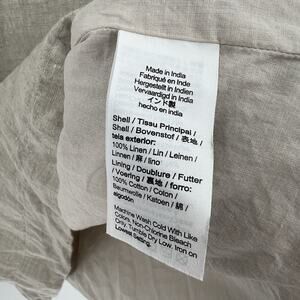 Made in India
Fabriqué en Inde
Hergestellt in Indien
Vervaardigd in India
インド製
hecho en india
Shell / Tissu Principal /
Shell / Bovenstof / 表地 /
tela exterior:
100% Linen / Lin / Leinen /
Linnen / 麻 / lino
Lining / Doublure / Futter
/ Voering / 裏地 / forro:
100% Cotton / Coton /
Baumwolle / Katoen / 綿 /
algodón
Machine Wash Cold With Like
Colors. Non-Chlorine Bleach
Only. Tumble Dry Low. Iron on
Lowest Setting.